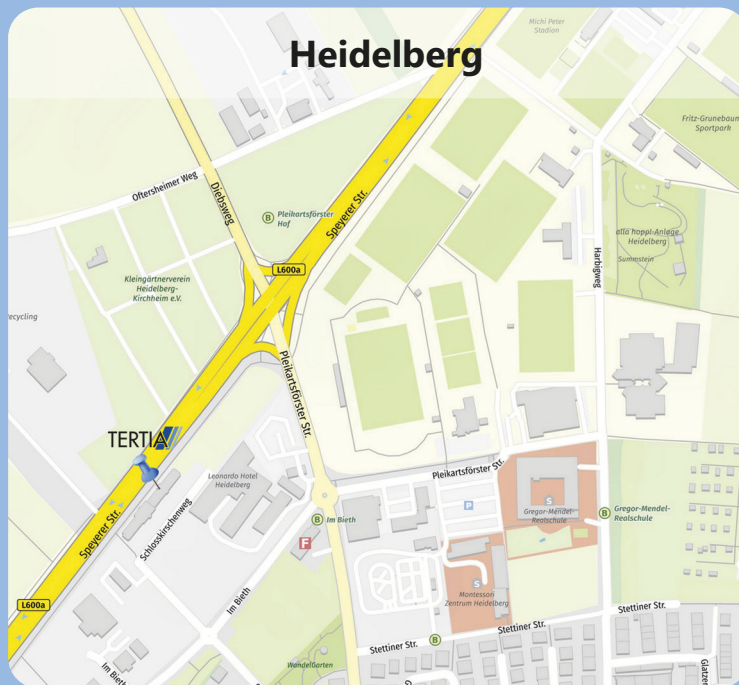 Michi Peter
Stadion
Heidelberg
Fritz-Grunebaum
Sportpark
Oftersheimer Weg
Diebsweg
Pleikartsförster
Hof
B
Speyerer Str.
alla hopp!-Anlage
Heidelberg
Summstein
Harbigweg
L600a
Kleingärtnerverein
Heidelberg-
Kirchheim e.V.
ecycling
Pleikartsförster Str.
TERTIA
Leonardo Hotel
Heidelberg
Pleikartsförster Str.
P
S
Gregor-Mendel-
Realschule
B
Gregor-Mendel-
Realschule
Speyerer Str.
Schlosskirschenweg
B
Im Bieth
F
S
Montessori
Zentrum Heidelberg
Im Bieth
L600a
Stettiner Str.
Stettiner Str.
Stettiner Str.
B
WandelGarten
Im Bieth
G
Glatzer